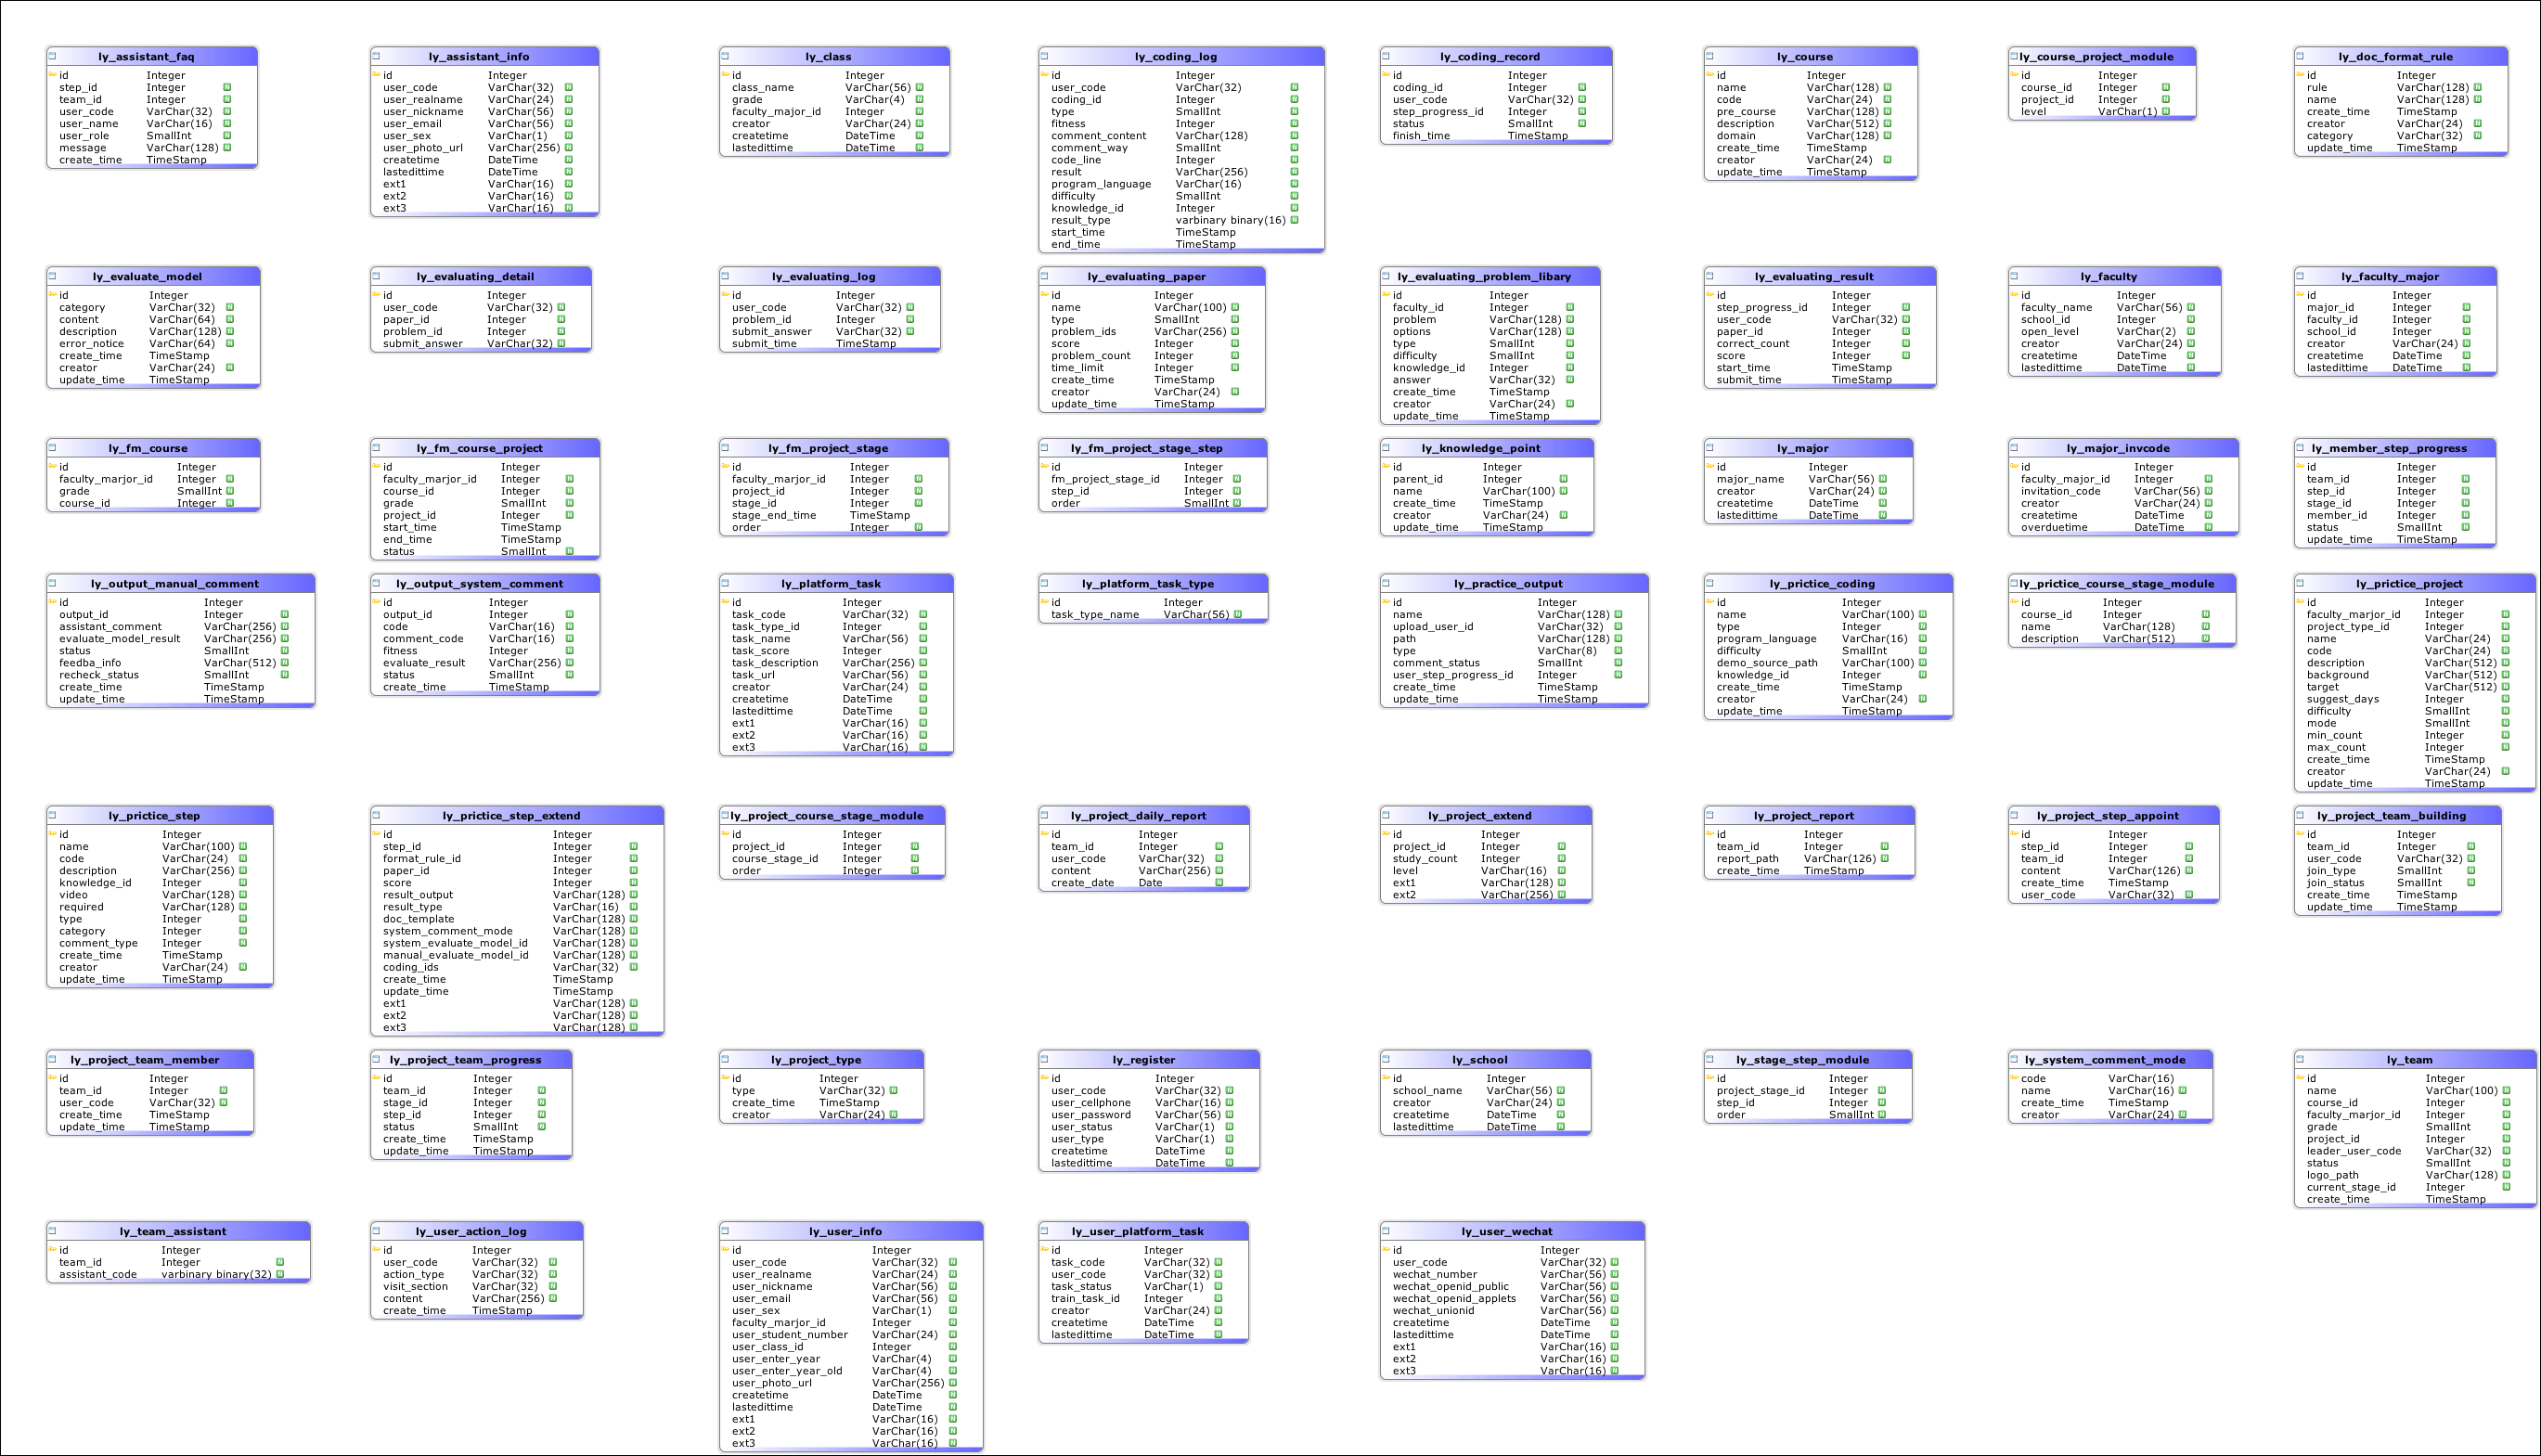 ly_assistant_faq
id Integer
step_id Integer
team_id Integer
user_code VarChar(32)
user_name VarChar(16)
user_role SmallInt
message VarChar(128)
create_time TimeStamp
ly_assistant_info
id Integer
user_code VarChar(32)
user_realname VarChar(24)
user_nickname VarChar(56)
user_email VarChar(56)
user_sex VarChar(1)
user_photo_url VarChar(256)
createtime DateTime
lastedittime DateTime
ext1 VarChar(16)
ext2 VarChar(16)
ext3 VarChar(16)
ly_class
id Integer
class_name VarChar(56)
grade VarChar(4)
faculty_major_id Integer
creator VarChar(24)
createtime DateTime
lastedittime DateTime
ly_coding_log
id Integer
user_code VarChar(32)
coding_id Integer
type SmallInt
fitness Integer
comment_content VarChar(128)
comment_way SmallInt
code_line Integer
result VarChar(256)
program_language VarChar(16)
difficulty SmallInt
knowledge_id Integer
result_type varbinary binary(16)
start_time TimeStamp
end_time TimeStamp
ly_coding_record
id Integer
coding_id Integer
user_code VarChar(32)
step_progress_id Integer
status SmallInt
finish_time TimeStamp
ly_course
id Integer
name VarChar(128)
code VarChar(24)
pre_course VarChar(128)
description VarChar(512)
domain VarChar(128)
create_time TimeStamp
creator VarChar(24)
update_time TimeStamp
ly_course_project_module
id Integer
course_id Integer
project_id Integer
level VarChar(1)
ly_doc_format_rule
id Integer
rule VarChar(128)
name VarChar(128)
create_time TimeStamp
creator VarChar(24)
category VarChar(32)
update_time TimeStamp
ly_evaluate_model
id Integer
category VarChar(32)
content VarChar(64)
description VarChar(128)
error_notice VarChar(64)
create_time TimeStamp
creator VarChar(24)
update_time TimeStamp
ly_evaluating_detail
id Integer
user_code VarChar(32)
paper_id Integer
problem_id Integer
submit_answer VarChar(32)
ly_evaluating_log
id Integer
user_code VarChar(32)
problem_id Integer
submit_answer VarChar(32)
submit_time TimeStamp
ly_evaluating_paper
id Integer
name VarChar(100)
type SmallInt
problem_ids VarChar(256)
score Integer
problem_count Integer
time_limit Integer
create_time TimeStamp
creator VarChar(24)
update_time TimeStamp
ly_evaluating_problem_libary
id Integer
faculty_id Integer
problem VarChar(128)
options VarChar(128)
type SmallInt
difficulty SmallInt
knowledge_id Integer
answer VarChar(32)
create_time TimeStamp
creator VarChar(24)
update_time TimeStamp
ly_evaluating_result
id Integer
step_progress_id Integer
user_code VarChar(32)
paper_id Integer
correct_count Integer
score Integer
start_time TimeStamp
submit_time TimeStamp
ly_faculty
id Integer
faculty_name VarChar(56)
school_id Integer
open_level VarChar(2)
creator VarChar(24)
createtime DateTime
lastedittime DateTime
ly_faculty_major
id Integer
major_id Integer
faculty_id Integer
school_id Integer
creator VarChar(24)
createtime DateTime
lastedittime DateTime
ly_fm_course
id Integer
faculty_marjor_id Integer
grade SmallInt
course_id Integer
ly_fm_course_project
id Integer
faculty_marjor_id Integer
course_id Integer
grade SmallInt
project_id Integer
start_time TimeStamp
end_time TimeStamp
status SmallInt
ly_fm_project_stage
id Integer
faculty_marjor_id Integer
project_id Integer
stage_id Integer
stage_end_time TimeStamp
order Integer
ly_fm_project_stage_step
id Integer
fm_project_stage_id Integer
step_id Integer
order SmallInt
ly_knowledge_point
id Integer
parent_id Integer
name VarChar(100)
create_time TimeStamp
creator VarChar(24)
update_time TimeStamp
ly_major
id Integer
major_name VarChar(56)
creator VarChar(24)
createtime DateTime
lastedittime DateTime
ly_major_invcode
id Integer
faculty_major_id Integer
invitation_code VarChar(56)
creator VarChar(24)
createtime DateTime
overduetime DateTime
ly_member_step_progress
id Integer
team_id Integer
step_id Integer
stage_id Integer
member_id Integer
status SmallInt
update_time TimeStamp
ly_output_manual_comment
id Integer
output_id Integer
assistant_comment VarChar(256)
evaluate_model_result VarChar(256)
status SmallInt
feedba_info VarChar(512)
recheck_status SmallInt
create_time TimeStamp
update_time TimeStamp
ly_output_system_comment
id Integer
output_id Integer
code VarChar(16)
comment_code VarChar(16)
fitness Integer
evaluate_result VarChar(256)
status SmallInt
create_time TimeStamp
ly_platform_task
id Integer
task_code VarChar(32)
task_type_id Integer
task_name VarChar(56)
task_score Integer
task_description VarChar(256)
task_url VarChar(56)
creator VarChar(24)
createtime DateTime
lastedittime DateTime
ext1 VarChar(16)
ext2 VarChar(16)
ext3 VarChar(16)
ly_platform_task_type
id Integer
task_type_name VarChar(56)
ly_practice_output
id Integer
name VarChar(128)
upload_user_id VarChar(32)
path VarChar(128)
type VarChar(8)
comment_status SmallInt
user_step_progress_id Integer
create_time TimeStamp
update_time TimeStamp
ly_prictice_coding
id Integer
name VarChar(100)
type Integer
program_language VarChar(16)
difficulty SmallInt
demo_source_path VarChar(100)
knowledge_id Integer
create_time TimeStamp
creator VarChar(24)
update_time TimeStamp
ly_prictice_course_stage_module
id Integer
course_id Integer
name VarChar(128)
description VarChar(512)
ly_prictice_project
id Integer
faculty_marjor_id Integer
project_type_id Integer
name VarChar(24)
code VarChar(24)
description VarChar(512)
background VarChar(512)
target VarChar(512)
suggest_days Integer
difficulty SmallInt
mode SmallInt
min_count Integer
max_count Integer
create_time TimeStamp
creator VarChar(24)
update_time TimeStamp
ly_prictice_step
id Integer
name VarChar(100)
code VarChar(24)
description VarChar(256)
knowledge_id Integer
video VarChar(128)
required VarChar(128)
type Integer
category Integer
comment_type Integer
create_time TimeStamp
creator VarChar(24)
update_time TimeStamp
ly_prictice_step_extend
id Integer
step_id Integer
format_rule_id Integer
paper_id Integer
score Integer
result_output VarChar(128)
result_type VarChar(16)
doc_template VarChar(128)
system_comment_mode VarChar(128)
system_evaluate_model_id VarChar(128)
manual_evaluate_model_id VarChar(128)
coding_ids VarChar(32)
create_time TimeStamp
update_time TimeStamp
ext1 VarChar(128)
ext2 VarChar(128)
ext3 VarChar(128)
ly_project_course_stage_module
id Integer
project_id Integer
course_stage_id Integer
order Integer
ly_project_daily_report
id Integer
team_id Integer
user_code VarChar(32)
content VarChar(256)
create_date Date
ly_project_extend
id Integer
project_id Integer
study_count Integer
level VarChar(16)
ext1 VarChar(128)
ext2 VarChar(256)
ly_project_report
id Integer
team_id Integer
report_path VarChar(126)
create_time TimeStamp
ly_project_step_appoint
id Integer
step_id Integer
team_id Integer
content VarChar(126)
create_time TimeStamp
user_code VarChar(32)
ly_project_team_building
id Integer
team_id Integer
user_code VarChar(32)
join_type SmallInt
join_status SmallInt
create_time TimeStamp
update_time TimeStamp
ly_project_team_member
id Integer
team_id Integer
user_code VarChar(32)
create_time TimeStamp
update_time TimeStamp
ly_project_team_progress
id Integer
team_id Integer
stage_id Integer
step_id Integer
status SmallInt
create_time TimeStamp
update_time TimeStamp
ly_project_type
id Integer
type VarChar(32)
create_time TimeStamp
creator VarChar(24)
ly_register
id Integer
user_code VarChar(32)
user_cellphone VarChar(16)
user_password VarChar(56)
user_status VarChar(1)
user_type VarChar(1)
createtime DateTime
lastedittime DateTime
ly_school
id Integer
school_name VarChar(56)
creator VarChar(24)
createtime DateTime
lastedittime DateTime
ly_stage_step_module
id Integer
project_stage_id Integer
step_id Integer
order SmallInt
ly_system_comment_mode
code VarChar(16)
name VarChar(16)
create_time TimeStamp
creator VarChar(24)
ly_team
id Integer
name VarChar(100)
course_id Integer
faculty_marjor_id Integer
grade SmallInt
project_id Integer
leader_user_code VarChar(32)
status SmallInt
logo_path VarChar(128)
current_stage_id Integer
create_time TimeStamp
ly_team_assistant
id Integer
team_id Integer
assistant_code varbinary binary(32)
ly_user_action_log
id Integer
user_code VarChar(32)
action_type VarChar(32)
visit_section VarChar(32)
content VarChar(256)
create_time TimeStamp
ly_user_info
id Integer
user_code VarChar(32)
user_realname VarChar(24)
user_nickname VarChar(56)
user_email VarChar(56)
user_sex VarChar(1)
faculty_marjor_id Integer
user_student_number VarChar(24)
user_class_id Integer
user_enter_year VarChar(4)
user_enter_year_old VarChar(4)
user_photo_url VarChar(256)
createtime DateTime
lastedittime DateTime
ext1 VarChar(16)
ext2 VarChar(16)
ext3 VarChar(16)
ly_user_platform_task
id Integer
task_code VarChar(32)
user_code VarChar(32)
task_status VarChar(1)
train_task_id Integer
creator VarChar(24)
createtime DateTime
lastedittime DateTime
ly_user_wechat
id Integer
user_code VarChar(32)
wechat_number VarChar(56)
wechat_openid_public VarChar(56)
wechat_openid_applets VarChar(56)
wechat_unionid VarChar(56)
createtime DateTime
lastedittime DateTime
ext1 VarChar(16)
ext2 VarChar(16)
ext3 VarChar(16)